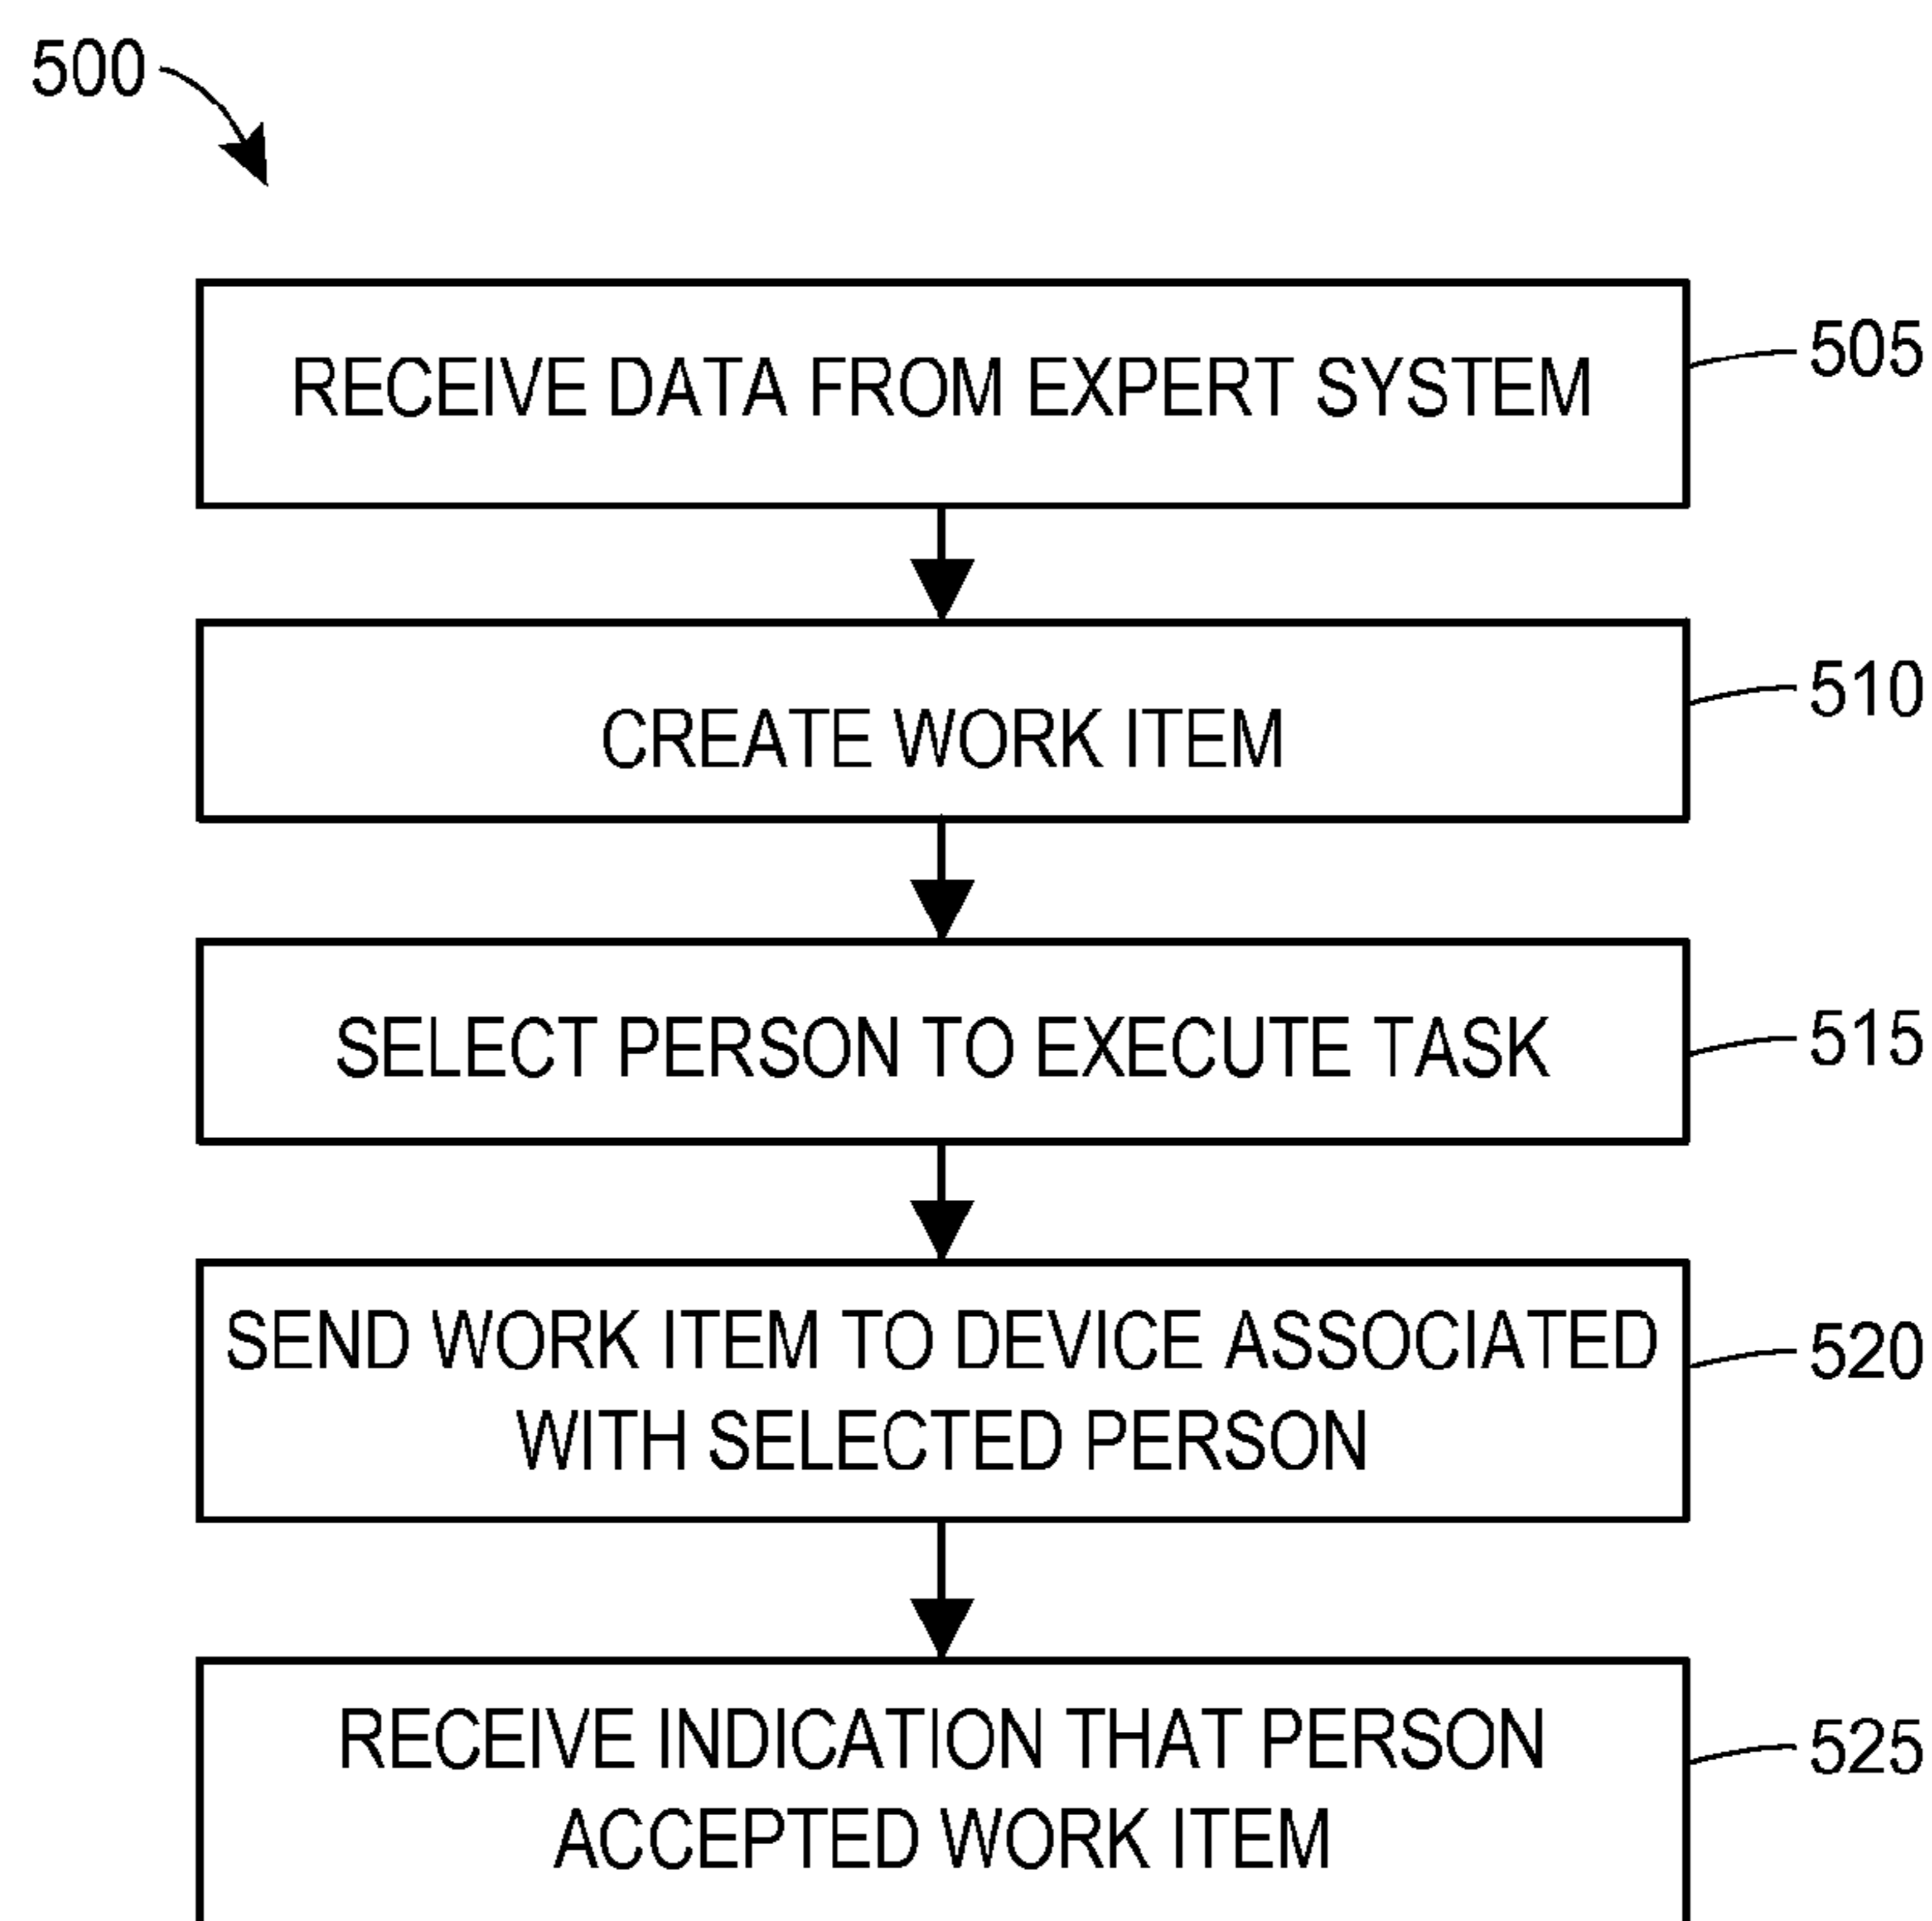 500
RECEIVE DATA FROM EXPERT SYSTEM
505
CREATE WORK ITEM
510
SELECT PERSON TO EXECUTE TASK
515
SEND WORK ITEM TO DEVICE ASSOCIATED
WITH SELECTED PERSON
520
RECEIVE INDICATION THAT PERSON
ACCEPTED WORK ITEM
525